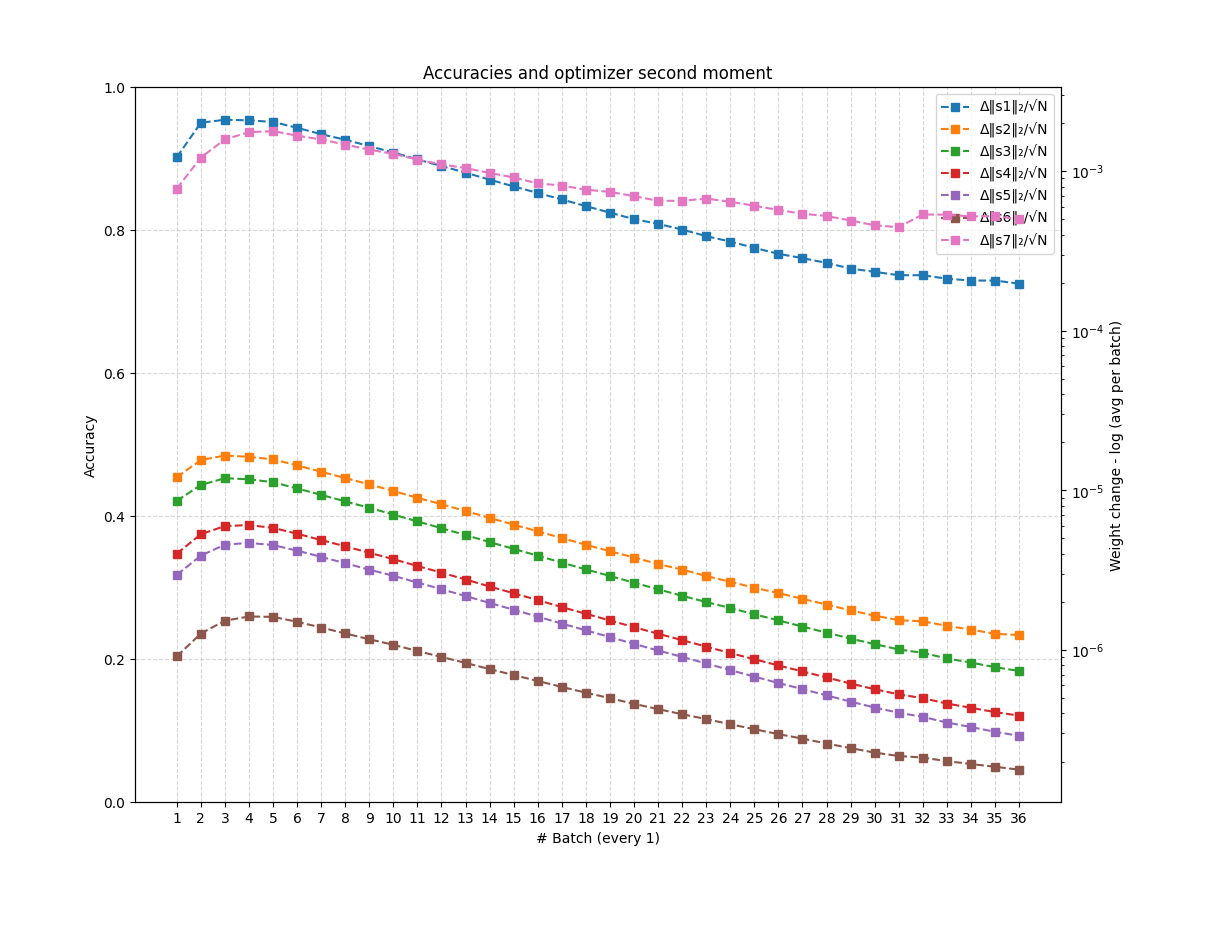 Accuracies and optimizer second moment
1.0
0.8
0.6
0.4
0.2
0.0
Accuracy
Δ‖s1‖₂/√N
Δ‖s2‖₂/√N
Δ‖s3‖₂/√N
Δ‖s4‖₂/√N
Δ‖s5‖₂/√N
Δ‖s6‖₂/√N
Δ‖s7‖₂/√N
10⁻³
10⁻⁴
10⁻⁵
10⁻⁶
Weight change - log (avg per batch)
1 2 3 4 5 6 7 8 9 10 11 12 13 14 15 16 17 18 19 20 21 22 23 24 25 26 27 28 29 30 31 32 33 34 35 36
# Batch (every 1)